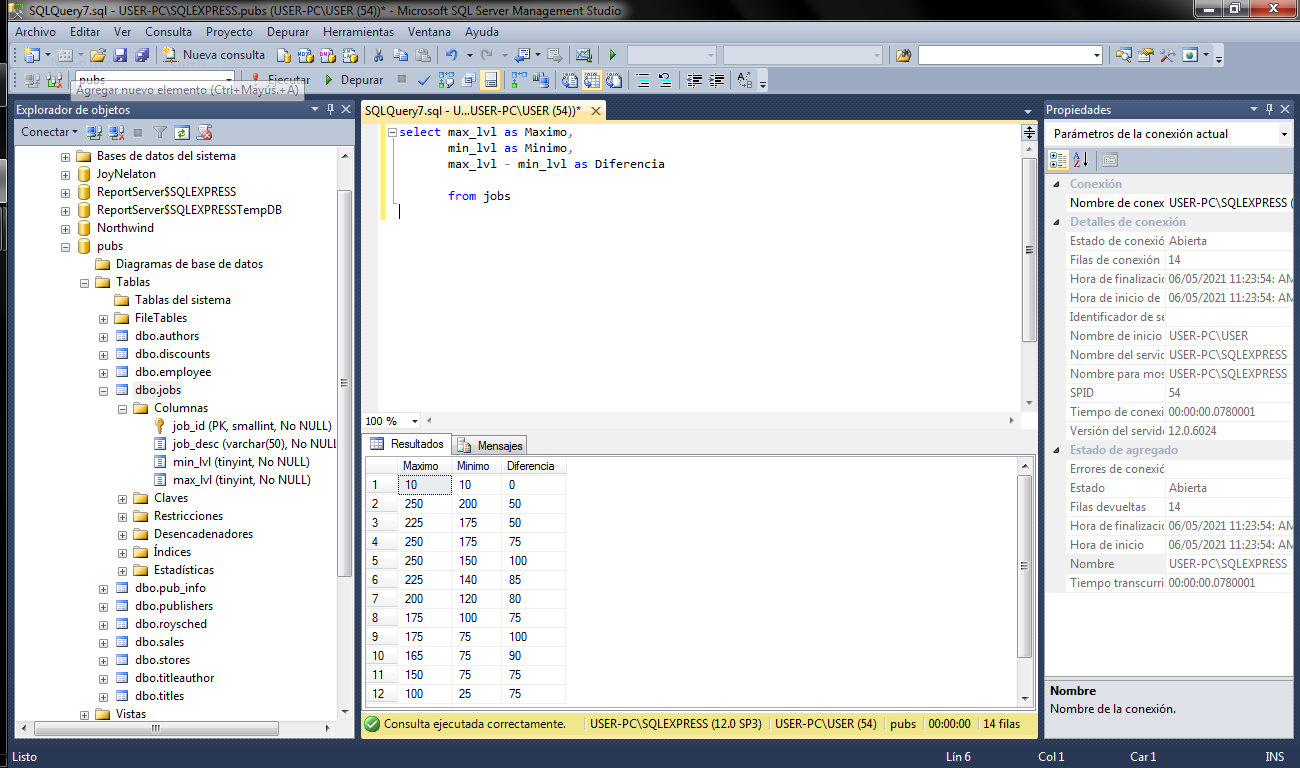 SQLQuery7.sql - USER-PC\SQLEXPRESS.pubs (USER-PC\USER (54))* - Microsoft SQL Server Management Studio
Archivo Editar Ver Consulta Proyecto Depurar Herramientas Ventana Ayuda
Nueva consulta
pubs Ejecutar Depurar
Agregar nuevo elemento (Ctrl+Mayús.+A)
Explorador de objetos
Conectar
Bases de datos del sistema
JoyNelaton
ReportServer$SQLEXPRESS
ReportServer$SQLEXPRESSTempDB
Northwind
pubs
Diagramas de base de datos
Tablas
Tablas del sistema
FileTables
dbo.authors
dbo.discounts
dbo.employee
dbo.jobs
Columnas
job_id (PK, smallint, No NULL)
job_desc (varchar(50), No NULL
min_lvl (tinyint, No NULL)
max_lvl (tinyint, No NULL)
Claves
Restricciones
Desencadenadores
Índices
Estadísticas
dbo.pub_info
dbo.publishers
dbo.roysched
dbo.sales
dbo.stores
dbo.titleauthor
dbo.titles
Vistas
SQLQuery7.sql - U...USER-PC\USER (54))*
select max_lvl as Maximo,
min_lvl as Minimo,
max_lvl - min_lvl as Diferencia
from jobs
100 %
Resultados Mensajes
Maximo Minimo Diferencia
1 10 10 0
2 250 200 50
3 225 175 50
4 250 175 75
5 250 150 100
6 225 140 85
7 200 120 80
8 175 100 75
9 175 75 100
10 165 75 90
11 150 75 75
12 100 25 75
Consulta ejecutada correctamente. USER-PC\SQLEXPRESS (12.0 SP3) USER-PC\USER (54) pubs 00:00:00 14 filas
Propiedades
Parámetros de la conexión actual
Conexión
Nombre de conex USER-PC\SQLEXPRESS (
Detalles de conexión
Estado de conexió Abierta
Filas de conexión 14
Hora de finalizació 06/05/2021 11:23:54: AM
Hora de inicio de 06/05/2021 11:23:54: AM
Identificador de se
Nombre de inicio USER-PC\USER
Nombre del servic USER-PC\SQLEXPRESS
Nombre para mos USER-PC\SQLEXPRESS
SPID 54
Tiempo de conexi 00:00:00.0780001
Versión del servid 12.0.6024
Estado de agregado
Errores de conexió
Estado Abierta
Filas devueltas 14
Hora de finalizació 06/05/2021 11:23:54: AM
Hora de inicio 06/05/2021 11:23:54: AM
Nombre USER-PC\SQLEXPRESS
Tiempo transcurri 00:00:00.0780001
Nombre
Nombre de la conexión.
Listo Lín 6 Col 1 Car 1 INS